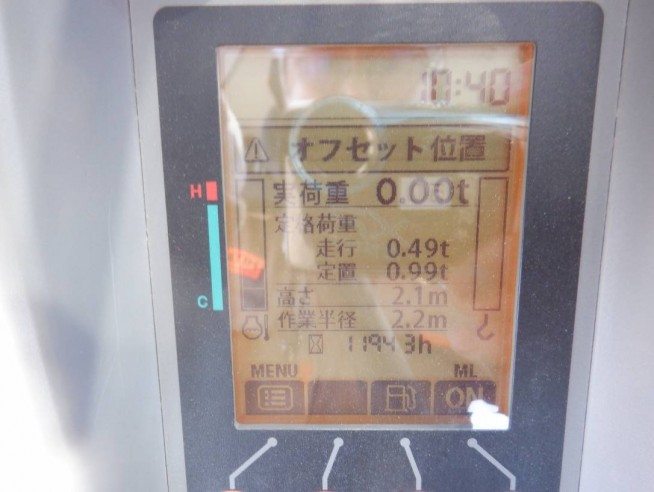 10:40
オフセット位置
実荷重 0.00t
定格荷重
走行 0.49t
定置 0.99t
高さ 2.1m
作業半径 2.2m
11943h
H
C
MENU ML
ON